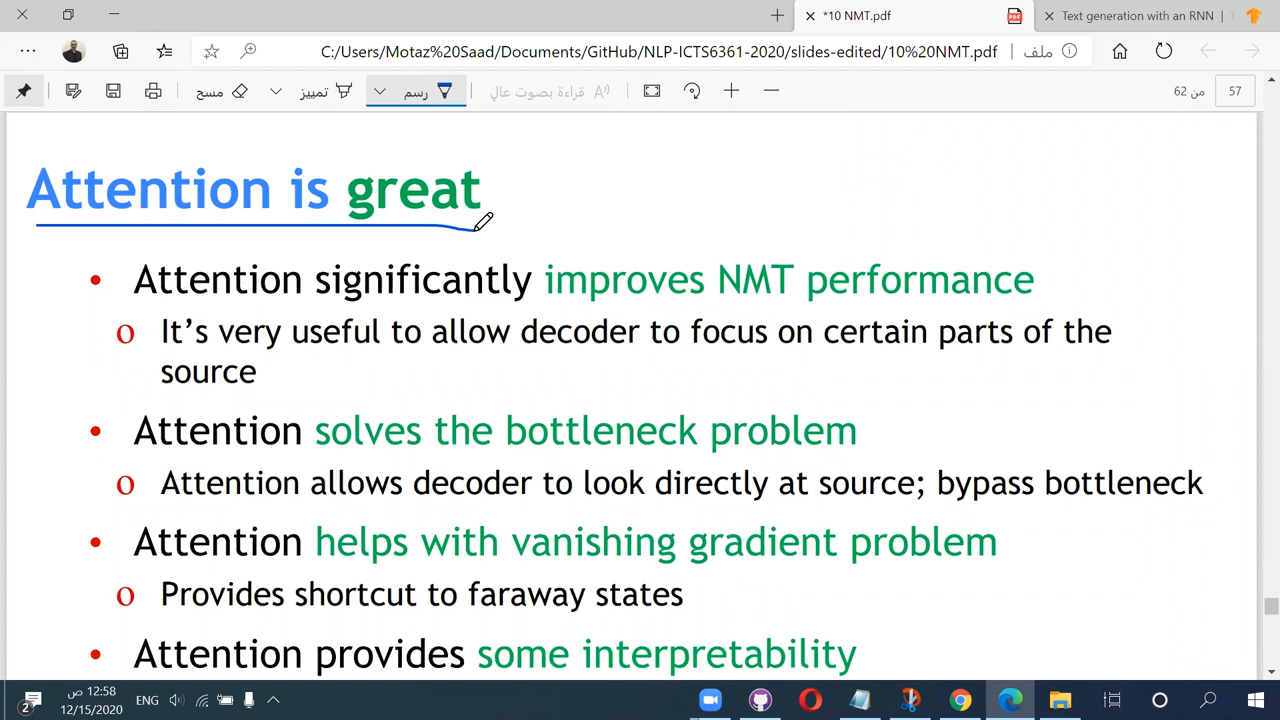 *10 NMT.pdf
Text generation with an RNN | T
C:/Users/Motaz%20Saad/Documents/GitHub/NLP-ICTS6361-2020/slides-edited/10%20NMT.pdf | ملف
مسح
تمييز
رسم
قراءة بصوت عالٍ
62 من
57
Attention is great
• Attention significantly improves NMT performance
o It's very useful to allow decoder to focus on certain parts of the
source
• Attention solves the bottleneck problem
o Attention allows decoder to look directly at source; bypass bottleneck
• Attention helps with vanishing gradient problem
o Provides shortcut to faraway states
• Attention provides some interpretability
2
12:58 ص
12/15/2020
ENG